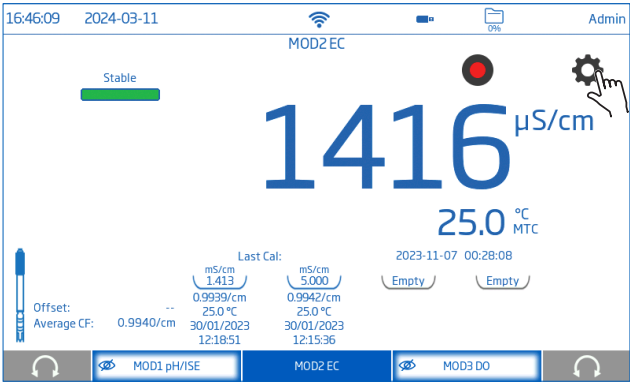 16:46:09 2024-03-11 0% Admin
MOD2 EC
Stable
1416 µS/cm
25.0 °C
MTC
Last Cal: 2023-11-07 00:28:08
mS/cm mS/cm
1.413 5.000 Empty Empty
0.9939/cm 0.9942/cm
Offset: -- 25.0 °C 25.0 °C
Average CF: 0.9940/cm 30/01/2023 30/01/2023
12:18:51 12:15:36
MOD1 pH/ISE MOD2 EC MOD3 DO